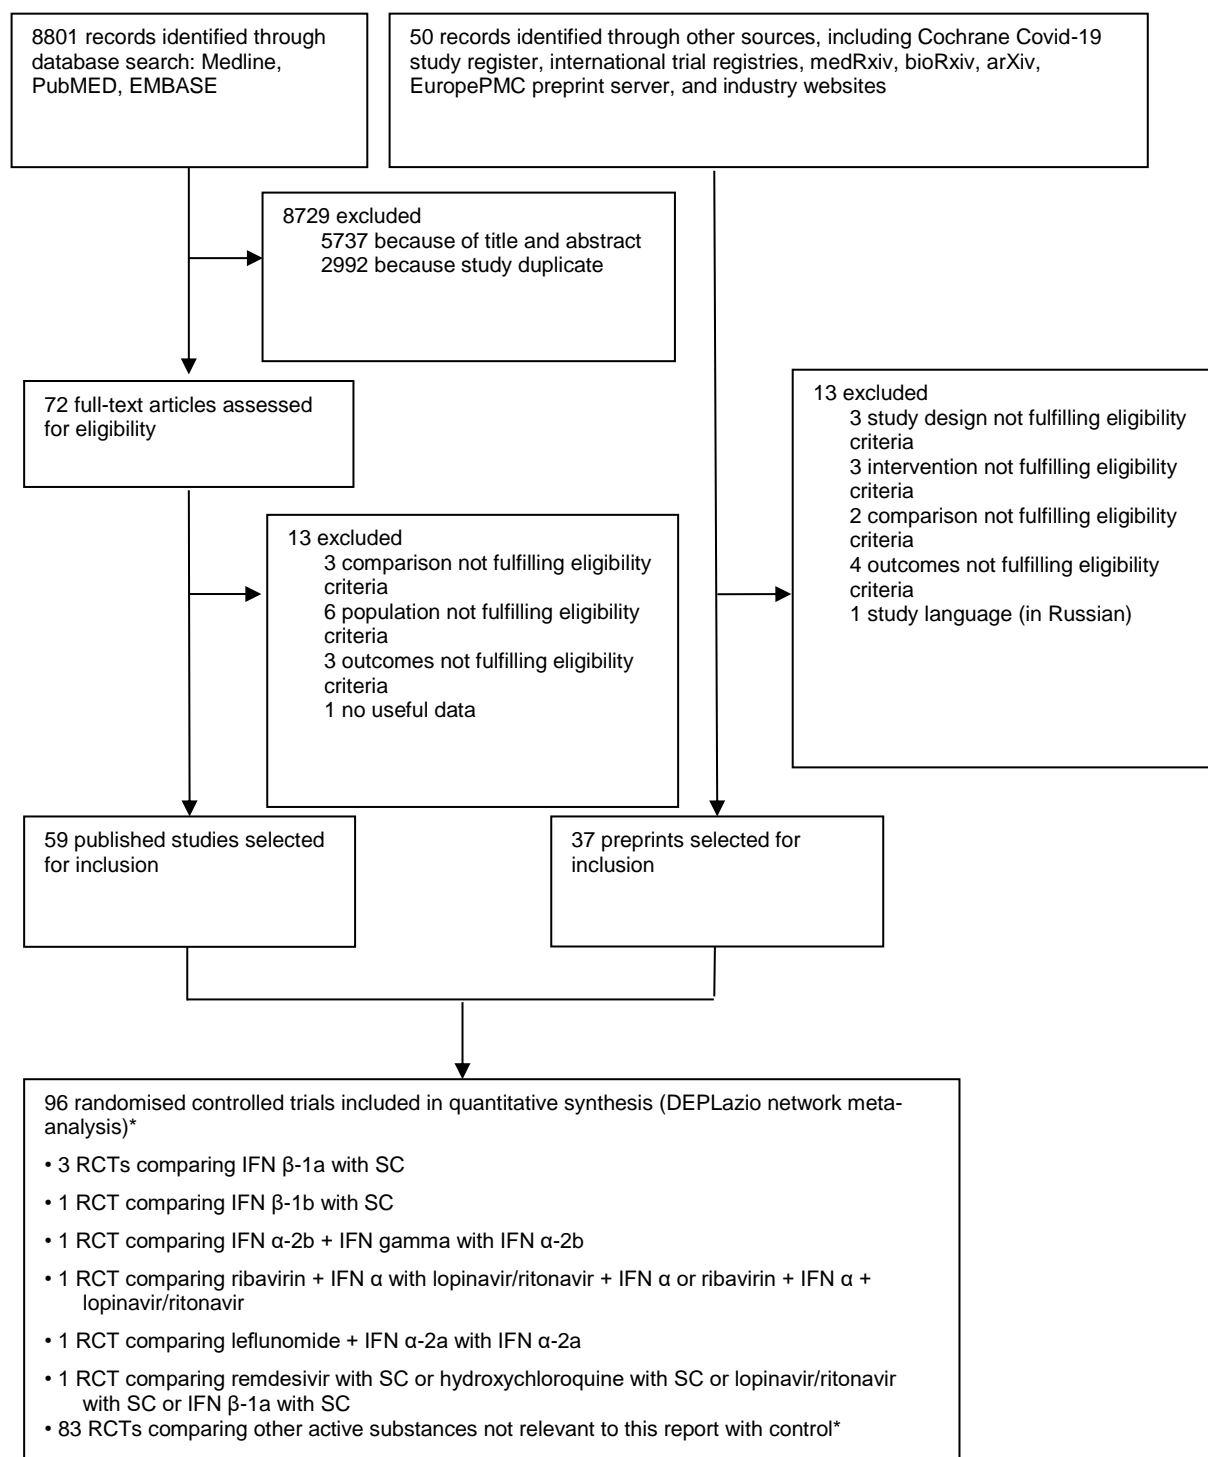 8801 records identified through
database search: Medline,
PubMED, EMBASE
50 records identified through other sources, including Cochrane Covid-19
study register, international trial registries, medRxiv, bioRxiv, arXiv,
EuropePMC preprint server, and industry websites
8729 excluded
5737 because of title and abstract
2992 because study duplicate
72 full-text articles assessed
for eligibility
13 excluded
3 study design not fulfilling eligibility
criteria
3 intervention not fulfilling eligibility
criteria
2 comparison not fulfilling eligibility
criteria
4 outcomes not fulfilling eligibility
criteria
1 study language (in Russian)
13 excluded
3 comparison not fulfilling eligibility
criteria
6 population not fulfilling eligibility
criteria
3 outcomes not fulfilling eligibility
criteria
1 no useful data
59 published studies selected
for inclusion
37 preprints selected for
inclusion
96 randomised controlled trials included in quantitative synthesis (DEPLazio network meta-
analysis)*
• 3 RCTs comparing IFN β-1a with SC
• 1 RCT comparing IFN β-1b with SC
• 1 RCT comparing IFN α-2b + IFN gamma with IFN α-2b
• 1 RCT comparing ribavirin + IFN α with lopinavir/ritonavir + IFN α or ribavirin + IFN α +
lopinavir/ritonavir
• 1 RCT comparing leflunomide + IFN α-2a with IFN α-2a
• 1 RCT comparing remdesivir with SC or hydroxychloroquine with SC or lopinavir/ritonavir
with SC or IFN β-1a with SC
• 83 RCTs comparing other active substances not relevant to this report with control*